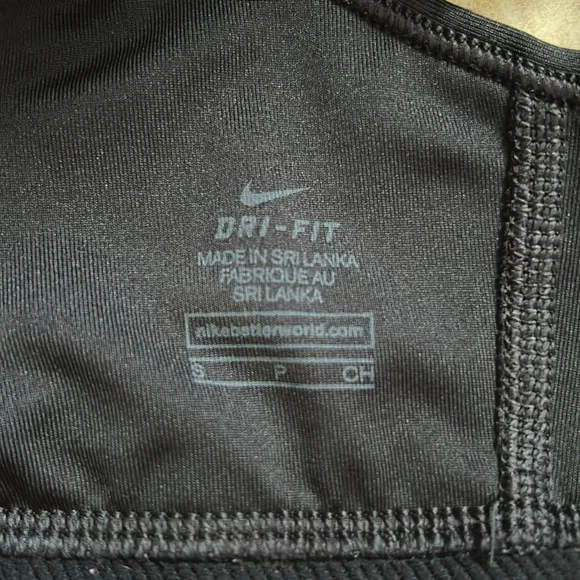 DRI-FIT
MADE IN SRI LANKA
FABRIQUE AU
SRI LANKA
nikebetterworld.com
S P CH